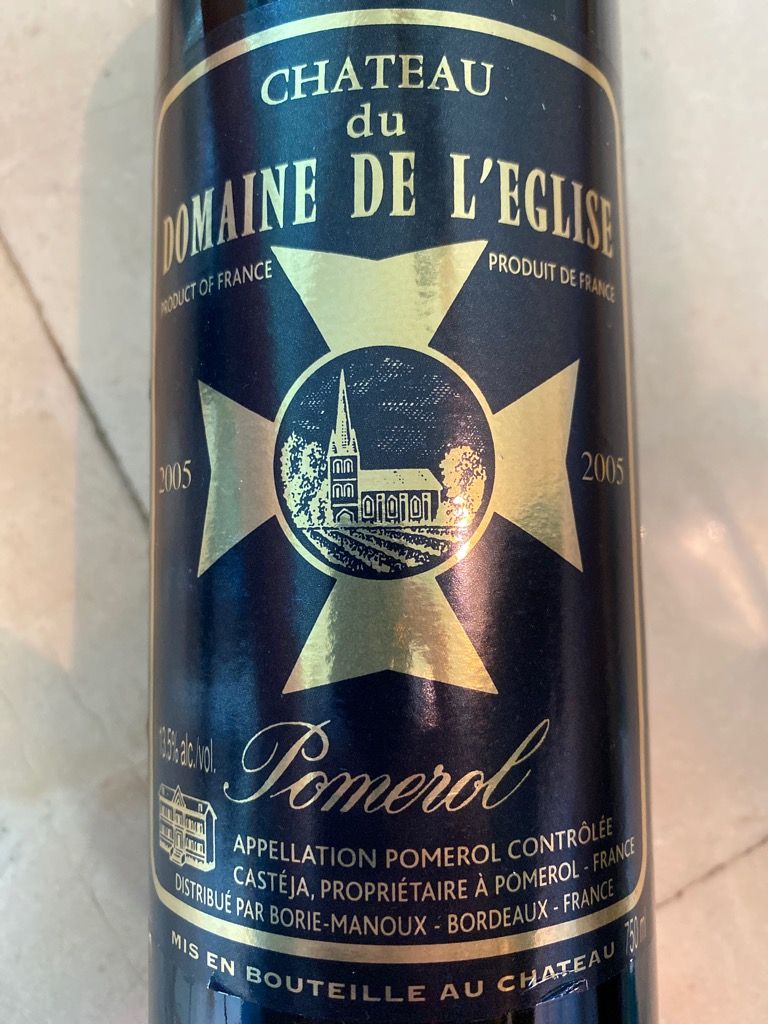 CHATEAU
du
DOMAINE DE L'EGLISE
PRODUCT OF FRANCE
PRODUIT DE FRANCE
2005
2005
13.5% alc./vol.
Pomerol
APPELLATION POMEROL CONTRÔLÉE
CASTÉJA, PROPRIÉTAIRE À POMEROL - FRANCE
DISTRIBUÉ PAR BORIE-MANOUX - BORDEAUX - FRANCE
MIS EN BOUTEILLE AU CHATEAU
750 ml